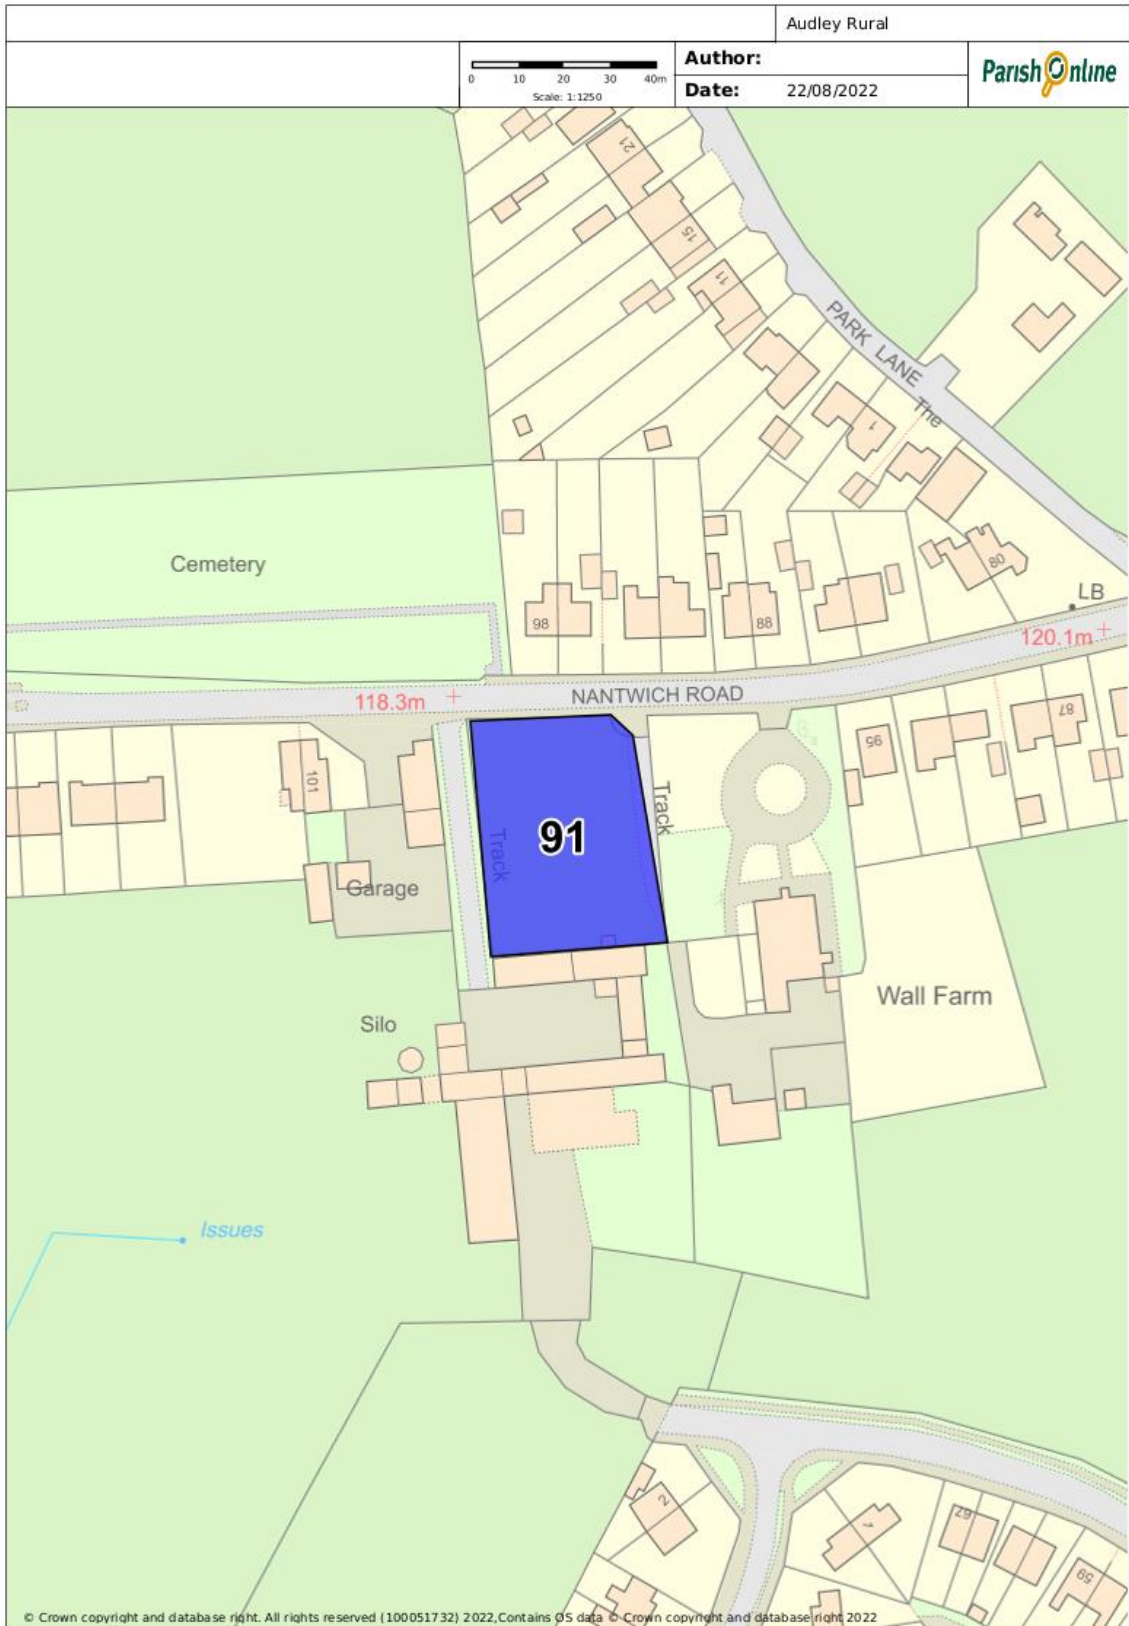 Audley Rural
0 10 20 30 40m
Scale: 1:1250
Author:
Date: 22/08/2022
Parish Online
21
15
11
PARK LANE
The
1
Cemetery
98
88
80
LB
120.1m
118.3m
NANTWICH ROAD
87
95
101
Track
Track
91
Garage
Wall Farm
Silo
Issues
2
1
67
59
© Crown copyright and database right. All rights reserved (100051732) 2022,Contains OS data © Crown copyright and database right 2022